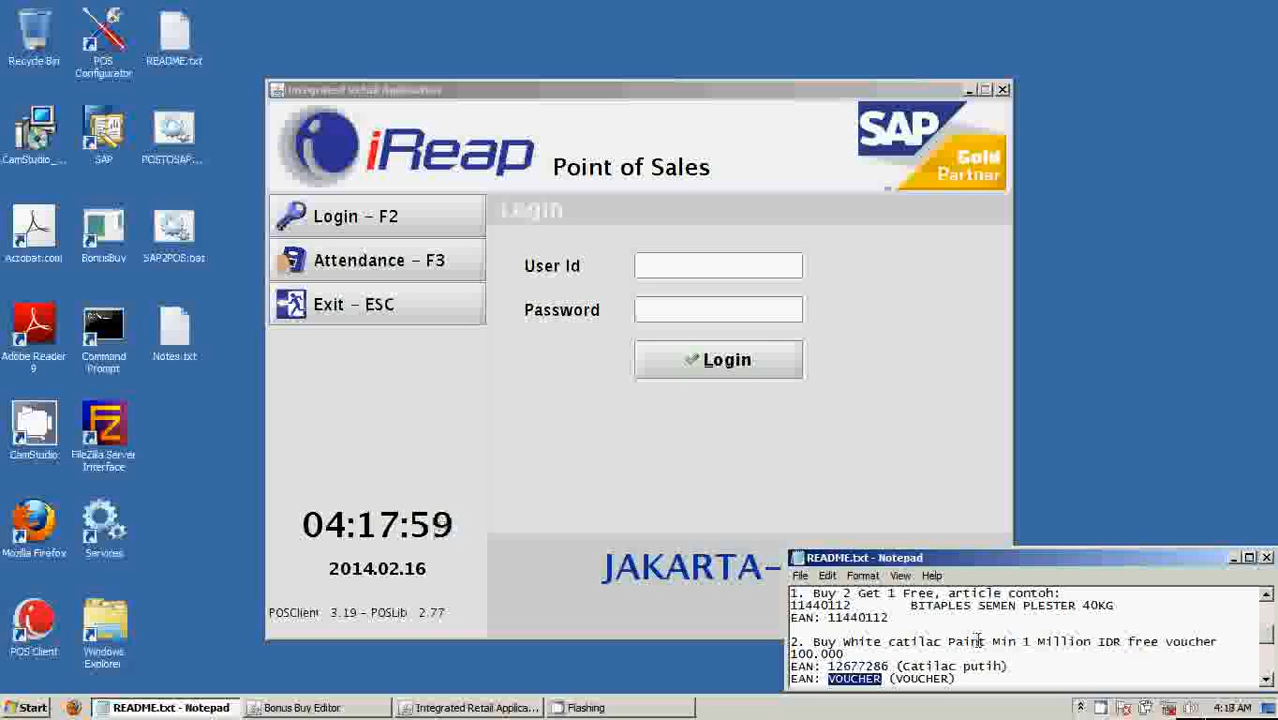 Recycle Bin
POS Configurator
README.txt
CamStudio_...
SAP
POSTOSAP...
Acrobat.com
BonusBuy
SAP2POS.bat
Adobe Reader 9
Command Prompt
Notes.txt
CamStudio
FileZilla Server Interface
Mozilla Firefox
Services
POS Client
Windows Explorer
Integrated Retail Application
iReap Point of Sales
SAP
Gold
Partner
Login - F2
Attendance - F3
Exit - ESC
Login
User Id
Password
Login
04:17:59
2014.02.16
POSClient 3.19 - POSLib 2.77
JAKARTA-
README.txt - Notepad
File Edit Format View Help
1. Buy 2 Get 1 Free, article contoh:
11440112 BITAPLES SEMEN PLESTER 40KG
EAN: 11440112
2. Buy White catilac Paint Min 1 Million IDR free voucher
100.000
EAN: 12677286 (Catilac putih)
EAN: VOUCHER (VOUCHER)
Start
README.txt - Notepad
Bonus Buy Editor
Integrated Retail Applica...
Flashing
4:18 AM